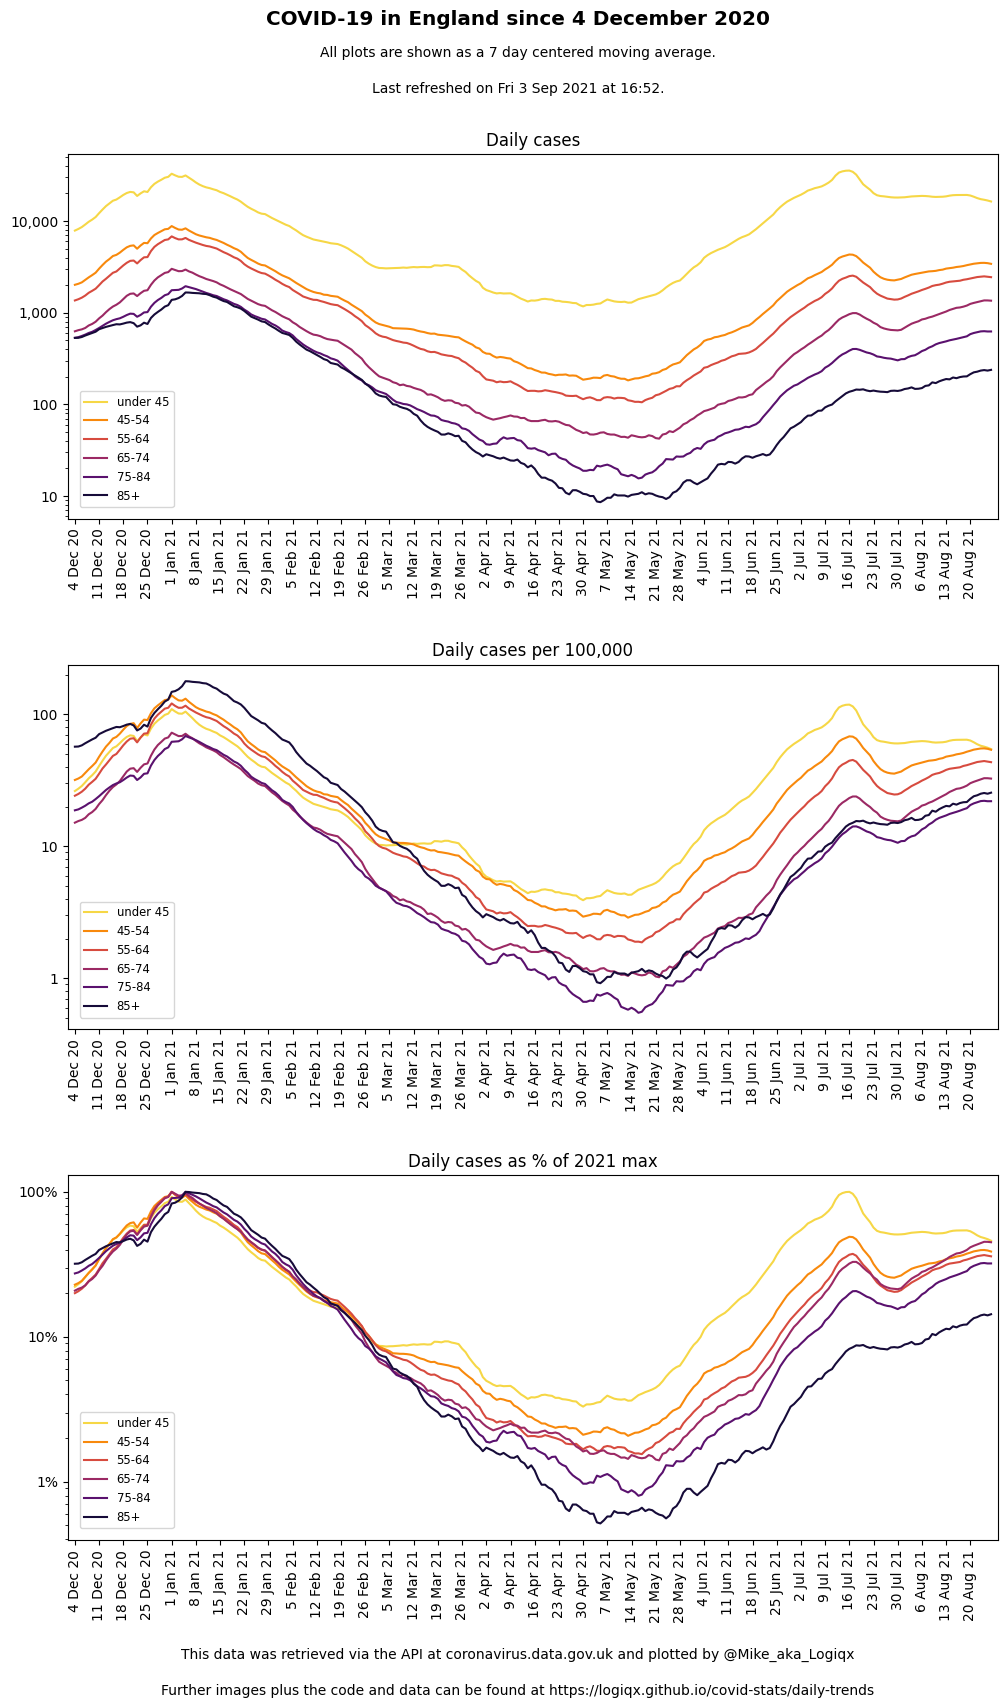 COVID-19 in England since 4 December 2020
All plots are shown as a 7 day centered moving average.
Last refreshed on Fri 3 Sep 2021 at 16:52.
Daily cases
10,000
1,000
100
10
under 45
45-54
55-64
65-74
75-84
85+
4 Dec 20
11 Dec 20
18 Dec 20
25 Dec 20
1 Jan 21
8 Jan 21
15 Jan 21
22 Jan 21
29 Jan 21
5 Feb 21
12 Feb 21
19 Feb 21
26 Feb 21
5 Mar 21
12 Mar 21
19 Mar 21
26 Mar 21
2 Apr 21
9 Apr 21
16 Apr 21
23 Apr 21
30 Apr 21
7 May 21
14 May 21
21 May 21
28 May 21
4 Jun 21
11 Jun 21
18 Jun 21
25 Jun 21
2 Jul 21
9 Jul 21
16 Jul 21
23 Jul 21
30 Jul 21
6 Aug 21
13 Aug 21
20 Aug 21
Daily cases per 100,000
100
10
1
under 45
45-54
55-64
65-74
75-84
85+
4 Dec 20
11 Dec 20
18 Dec 20
25 Dec 20
1 Jan 21
8 Jan 21
15 Jan 21
22 Jan 21
29 Jan 21
5 Feb 21
12 Feb 21
19 Feb 21
26 Feb 21
5 Mar 21
12 Mar 21
19 Mar 21
26 Mar 21
2 Apr 21
9 Apr 21
16 Apr 21
23 Apr 21
30 Apr 21
7 May 21
14 May 21
21 May 21
28 May 21
4 Jun 21
11 Jun 21
18 Jun 21
25 Jun 21
2 Jul 21
9 Jul 21
16 Jul 21
23 Jul 21
30 Jul 21
6 Aug 21
13 Aug 21
20 Aug 21
Daily cases as % of 2021 max
100%
10%
1%
under 45
45-54
55-64
65-74
75-84
85+
4 Dec 20
11 Dec 20
18 Dec 20
25 Dec 20
1 Jan 21
8 Jan 21
15 Jan 21
22 Jan 21
29 Jan 21
5 Feb 21
12 Feb 21
19 Feb 21
26 Feb 21
5 Mar 21
12 Mar 21
19 Mar 21
26 Mar 21
2 Apr 21
9 Apr 21
16 Apr 21
23 Apr 21
30 Apr 21
7 May 21
14 May 21
21 May 21
28 May 21
4 Jun 21
11 Jun 21
18 Jun 21
25 Jun 21
2 Jul 21
9 Jul 21
16 Jul 21
23 Jul 21
30 Jul 21
6 Aug 21
13 Aug 21
20 Aug 21
This data was retrieved via the API at coronavirus.data.gov.uk and plotted by @Mike_aka_Logiqx
Further images plus the code and data can be found at https://logiqx.github.io/covid-stats/daily-trends